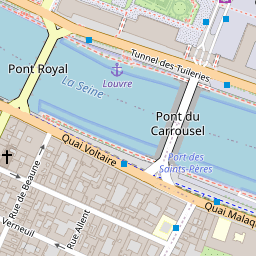 Tunnel des Tuileries
Pont Royal
La Seine
Louvre
Pont du
Carrousel
Quai Voltaire
Port des
Saints-Pères
Rue de Beaune
Quai Malaq
Rue Allent
Verneuil